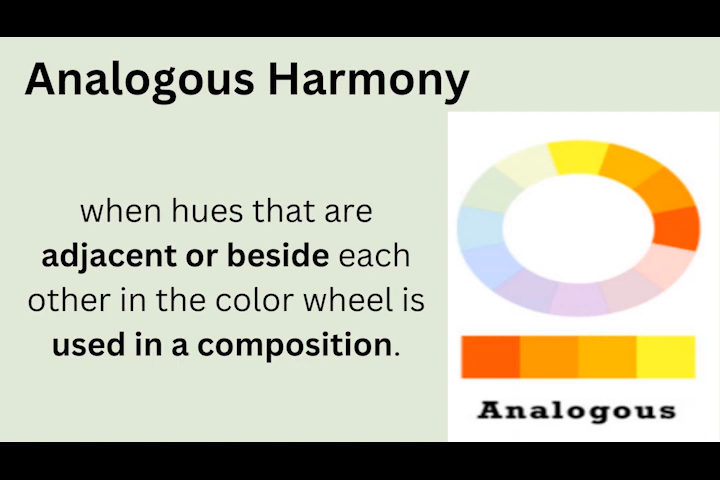 Analogous Harmony
when hues that are
adjacent or beside each
other in the color wheel is
used in a composition.
Analogous